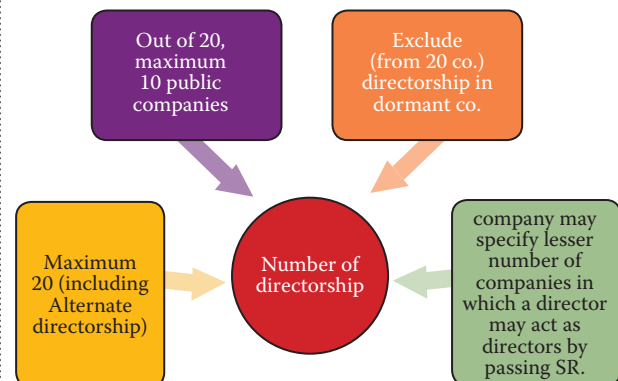 Out of 20,
maximum
10 public
companies
Exclude
(from 20 co.)
directorship in
dormant co.
Maximum
20 (including
Alternate
directorship)
Number of
directorship
company may
specify lesser
number of
companies in
which a director
may act as
directors by
passing SR.